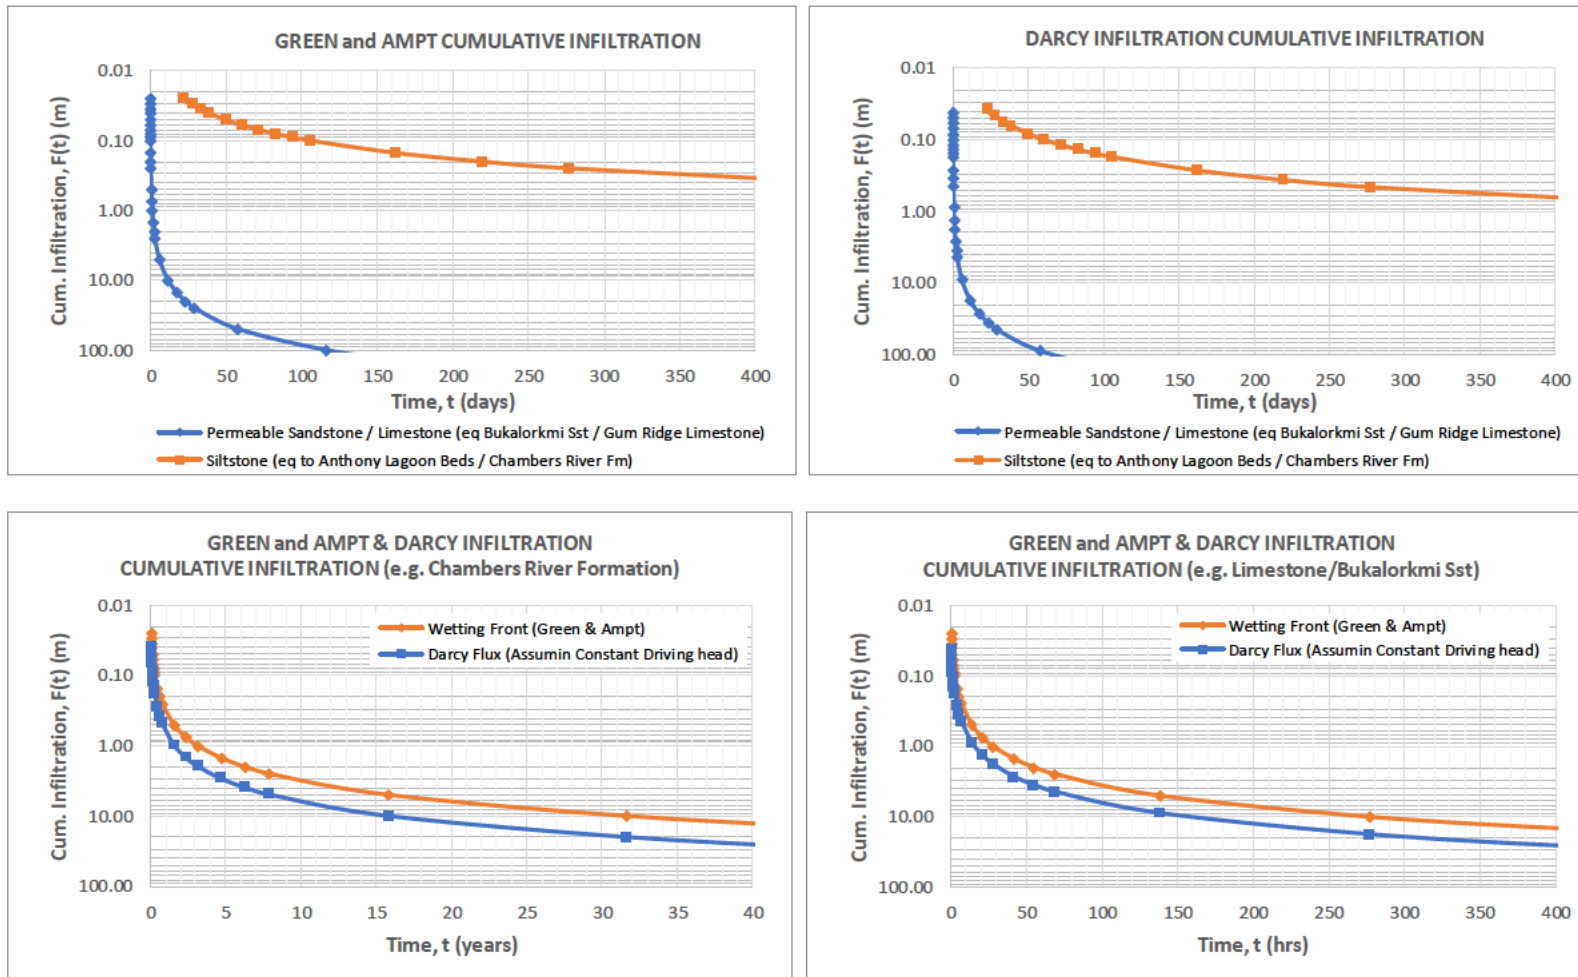 GREEN and AMPT CUMULATIVE INFILTRATION
Cum. Infiltration, F(t) (m)
0.01
0.10
1.00
10.00
100.00
0 50 100 150 200 250 300 350 400
Time, t (days)
Permeable Sandstone / Limestone (eq Bukalorkmi Sst / Gum Ridge Limestone)
Siltstone (eq to Anthony Lagoon Beds / Chambers River Fm)
DARCY INFILTRATION CUMULATIVE INFILTRATION
Cum. Infiltration, F(t) (m)
0.01
0.10
1.00
10.00
100.00
0 50 100 150 200 250 300 350 400
Time, t (days)
Permeable Sandstone / Limestone (eq Bukalorkmi Sst / Gum Ridge Limestone)
Siltstone (eq to Anthony Lagoon Beds / Chambers River Fm)
GREEN and AMPT & DARCY INFILTRATION
CUMULATIVE INFILTRATION (e.g. Chambers River Formation)
Cum. Infiltration, F(t) (m)
0.01
0.10
1.00
10.00
100.00
Wetting Front (Green & Ampt)
Darcy Flux (Assumin Constant Driving head)
0 5 10 15 20 25 30 35 40
Time, t (years)
GREEN and AMPT & DARCY INFILTRATION
CUMULATIVE INFILTRATION (e.g. Limestone/Bukalorkmi Sst)
Cum. Infiltration, F(t) (m)
0.01
0.10
1.00
10.00
100.00
Wetting Front (Green & Ampt)
Darcy Flux (Assumin Constant Driving head)
0 50 100 150 200 250 300 350 400
Time, t (hrs)